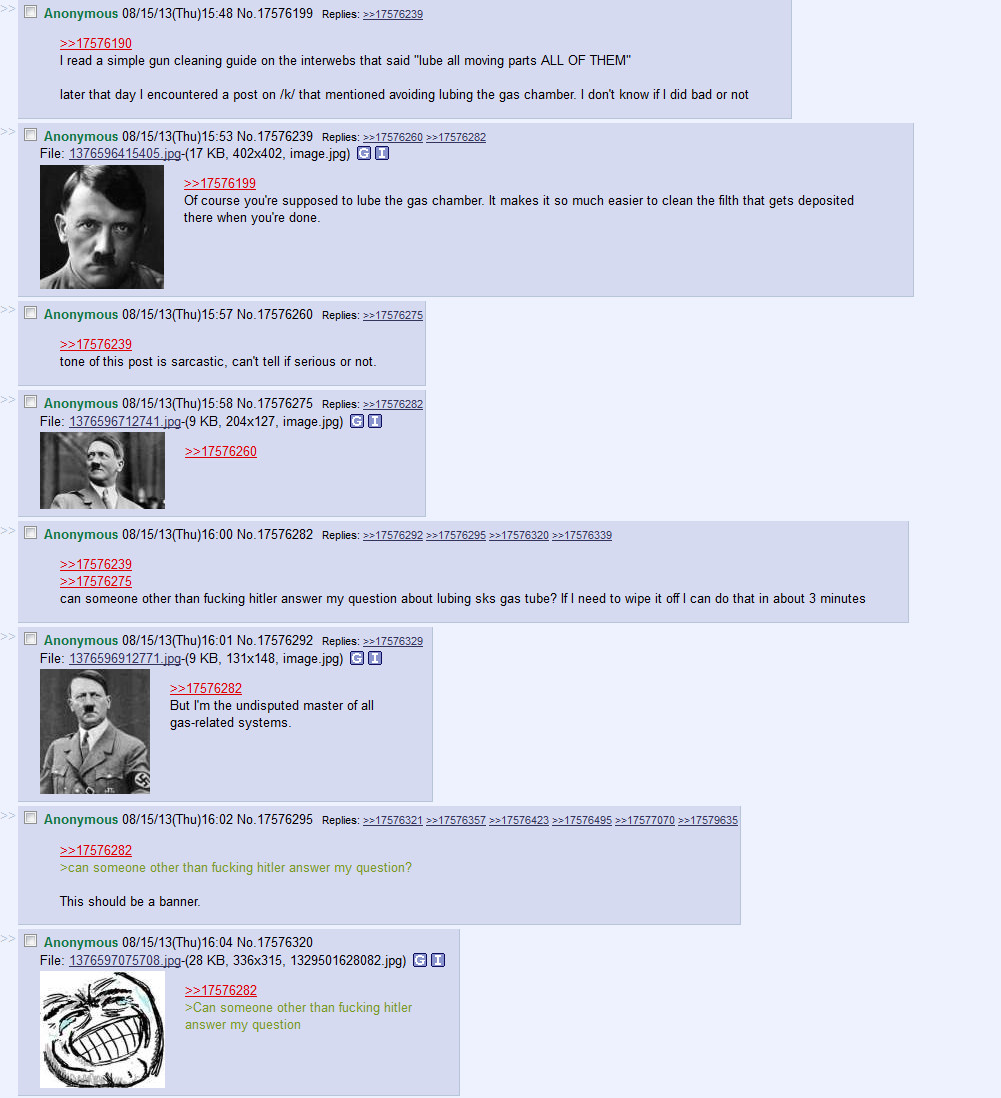 >> Anonymous 08/15/13(Thu)15:48 No.17576199 Replies: >>17576239
>>17576190
I read a simple gun cleaning guide on the interwebs that said "lube all moving parts ALL OF THEM"
later that day I encountered a post on /k/ that mentioned avoiding lubing the gas chamber. I don't know if I did bad or not
>> Anonymous 08/15/13(Thu)15:53 No.17576239 Replies: >>17576260 >>17576282
File: 1376596415405.jpg-(17 KB, 402x402, image.jpg) G I
>>17576199
Of course you're supposed to lube the gas chamber. It makes it so much easier to clean the filth that gets deposited
there when you're done.
>> Anonymous 08/15/13(Thu)15:57 No.17576260 Replies: >>17576275
>>17576239
tone of this post is sarcastic, can't tell if serious or not.
>> Anonymous 08/15/13(Thu)15:58 No.17576275 Replies: >>17576282
File: 1376596712741.jpg-(9 KB, 204x127, image.jpg) G I
>>17576260
>> Anonymous 08/15/13(Thu)16:00 No.17576282 Replies: >>17576292 >>17576295 >>17576320 >>17576339
>>17576239
>>17576275
can someone other than fucking hitler answer my question about lubing sks gas tube? If I need to wipe it off I can do that in about 3 minutes
>> Anonymous 08/15/13(Thu)16:01 No.17576292 Replies: >>17576329
File: 1376596912771.jpg-(9 KB, 131x148, image.jpg) G I
>>17576282
But I'm the undisputed master of all
gas-related systems.
>> Anonymous 08/15/13(Thu)16:02 No.17576295 Replies: >>17576321 >>17576357 >>17576423 >>17576495 >>17577070 >>17579635
>>17576282
>can someone other than fucking hitler answer my question?
This should be a banner.
>> Anonymous 08/15/13(Thu)16:04 No.17576320
File: 1376597075708.jpg-(28 KB, 336x315, 1329501628082.jpg) G I
>>17576282
>Can someone other than fucking hitler
answer my question